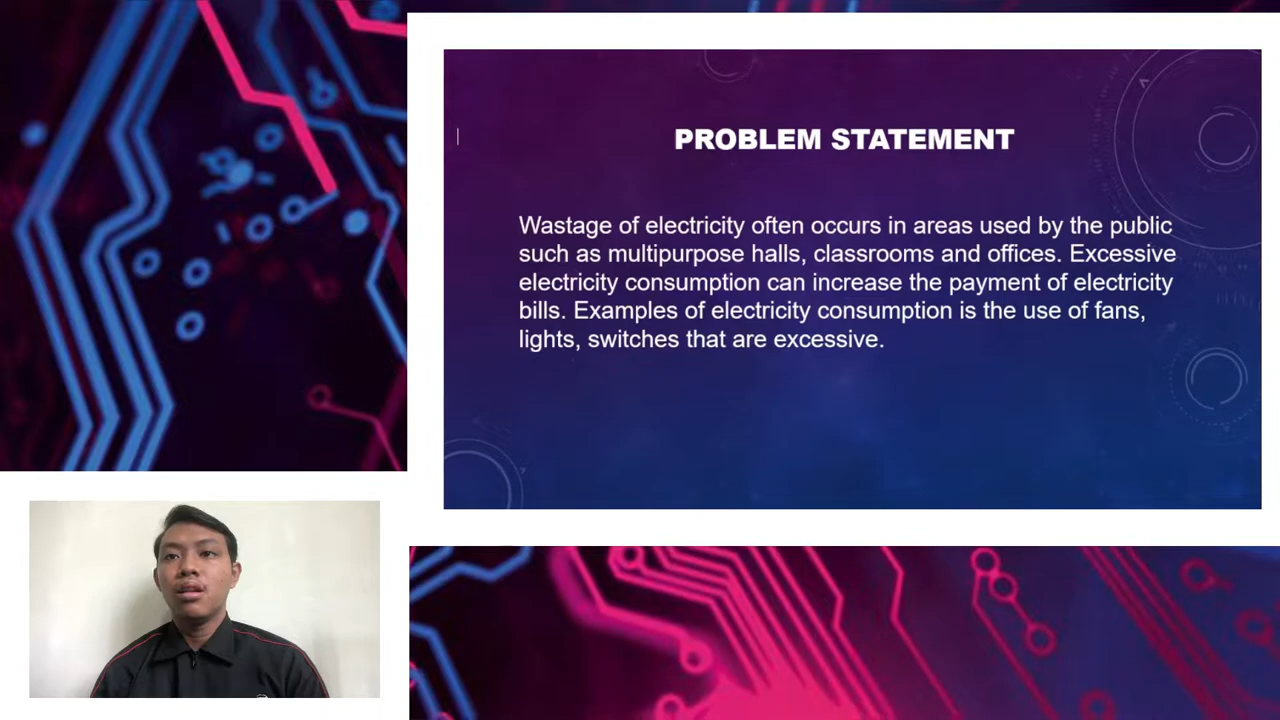 PROBLEM STATEMENT
Wastage of electricity often occurs in areas used by the public
such as multipurpose halls, classrooms and offices. Excessive
electricity consumption can increase the payment of electricity
bills. Examples of electricity consumption is the use of fans,
lights, switches that are excessive.